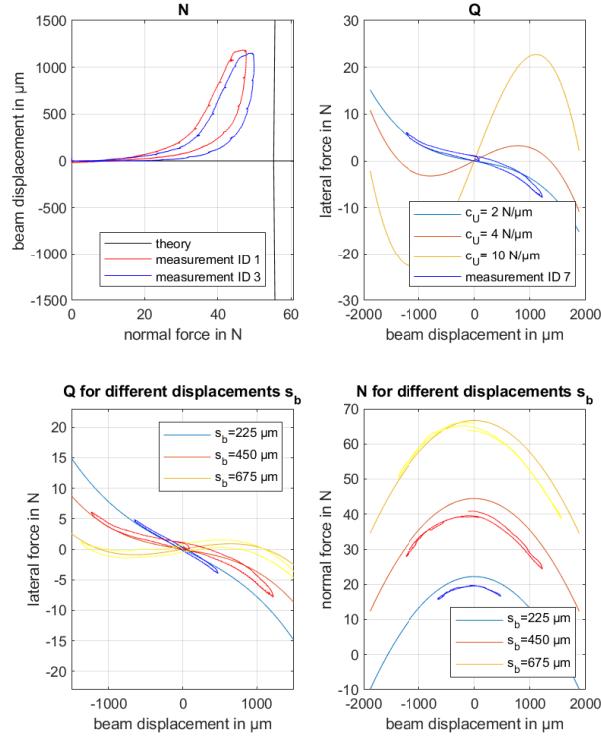 N
1500
1000
500
0
-500
-1000
-1500
0 20 40 60
beam displacement in µm
normal force in N
theory
measurement ID 1
measurement ID 3
Q
30
20
10
0
-10
-20
-30
-2000 -1000 0 1000 2000
lateral force in N
beam displacement in µm
c_U= 2 N/µm
c_U= 4 N/µm
c_U= 10 N/µm
measurement ID 7
Q for different displacements s_b
20
15
10
5
0
-5
-10
-15
-20
-1000 0 1000
lateral force in N
beam displacement in µm
s_b=225 µm
s_b=450 µm
s_b=675 µm
N for different displacements s_b
70
60
50
40
30
20
10
0
-10
-2000 -1000 0 1000 2000
normal force in N
beam displacement in µm
s_b=225 µm
s_b=450 µm
s_b=675 µm